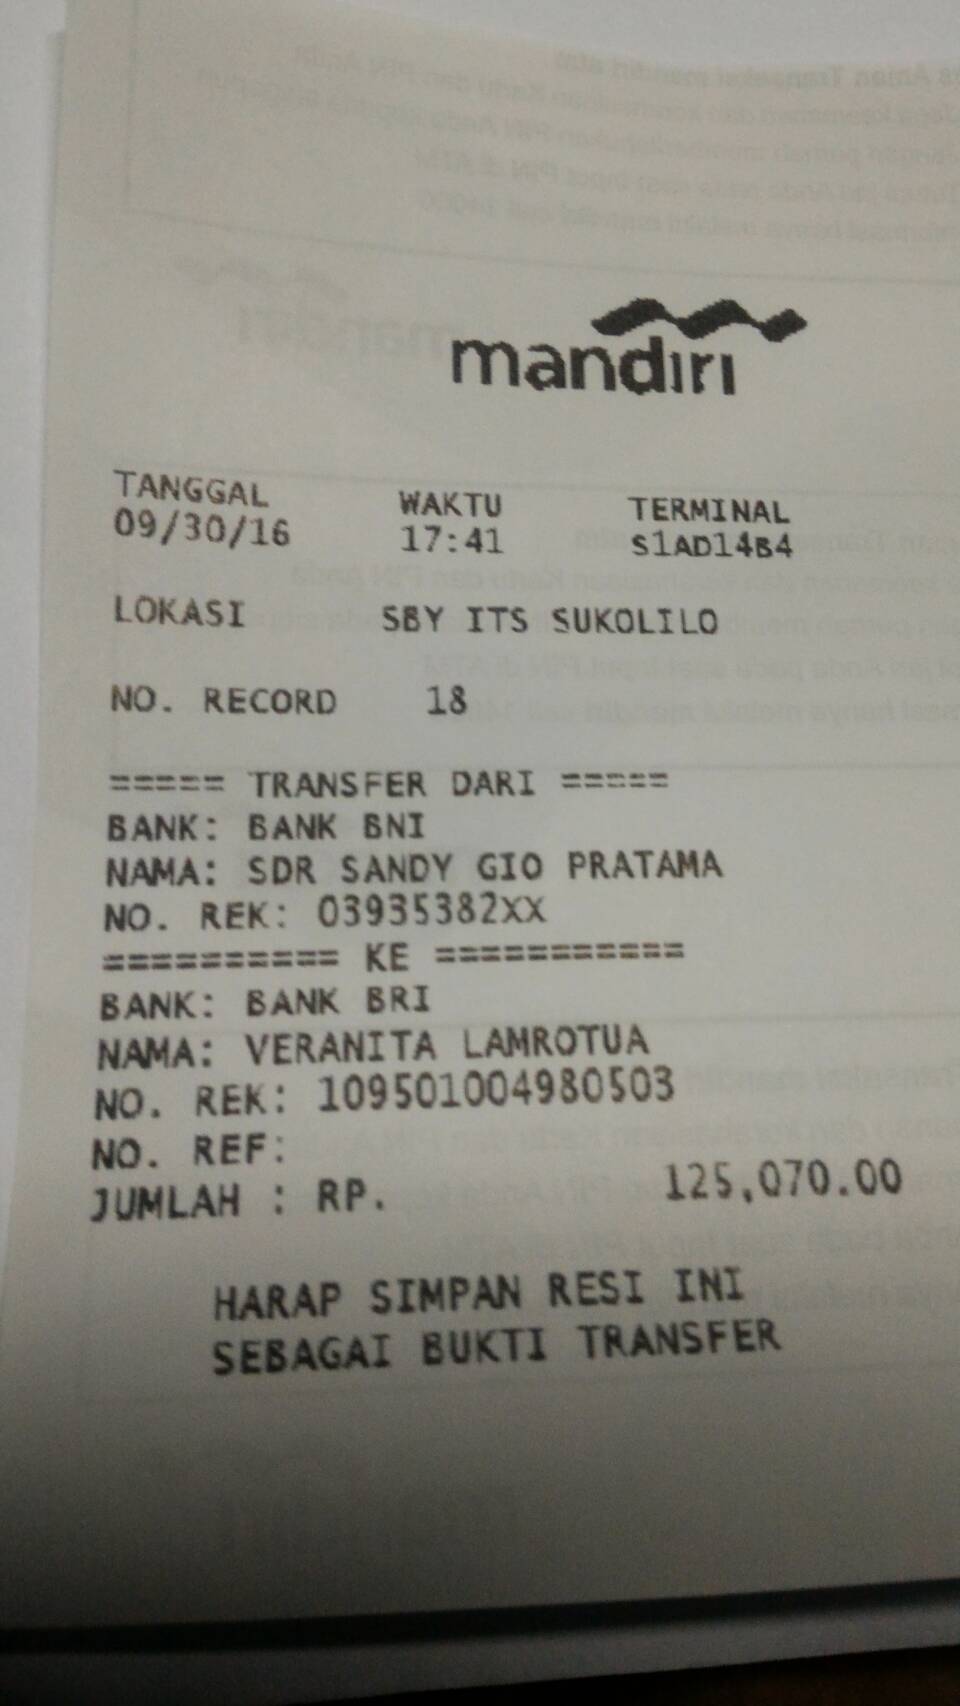 mandiri
TANGGAL WAKTU TERMINAL
09/30/16 17:41 S1AD14B4
LOKASI SBY ITS SUKOLILO
NO. RECORD 18
===== TRANSFER DARI =====
BANK: BANK BNI
NAMA: SDR SANDY GIO PRATAMA
NO. REK: 03935382XX
========== KE ===========
BANK: BANK BRI
NAMA: VERANITA LAMROTUA
NO. REK: 109501004980503
NO. REF:
JUMLAH : RP. 125,070.00
HARAP SIMPAN RESI INI
SEBAGAI BUKTI TRANSFER